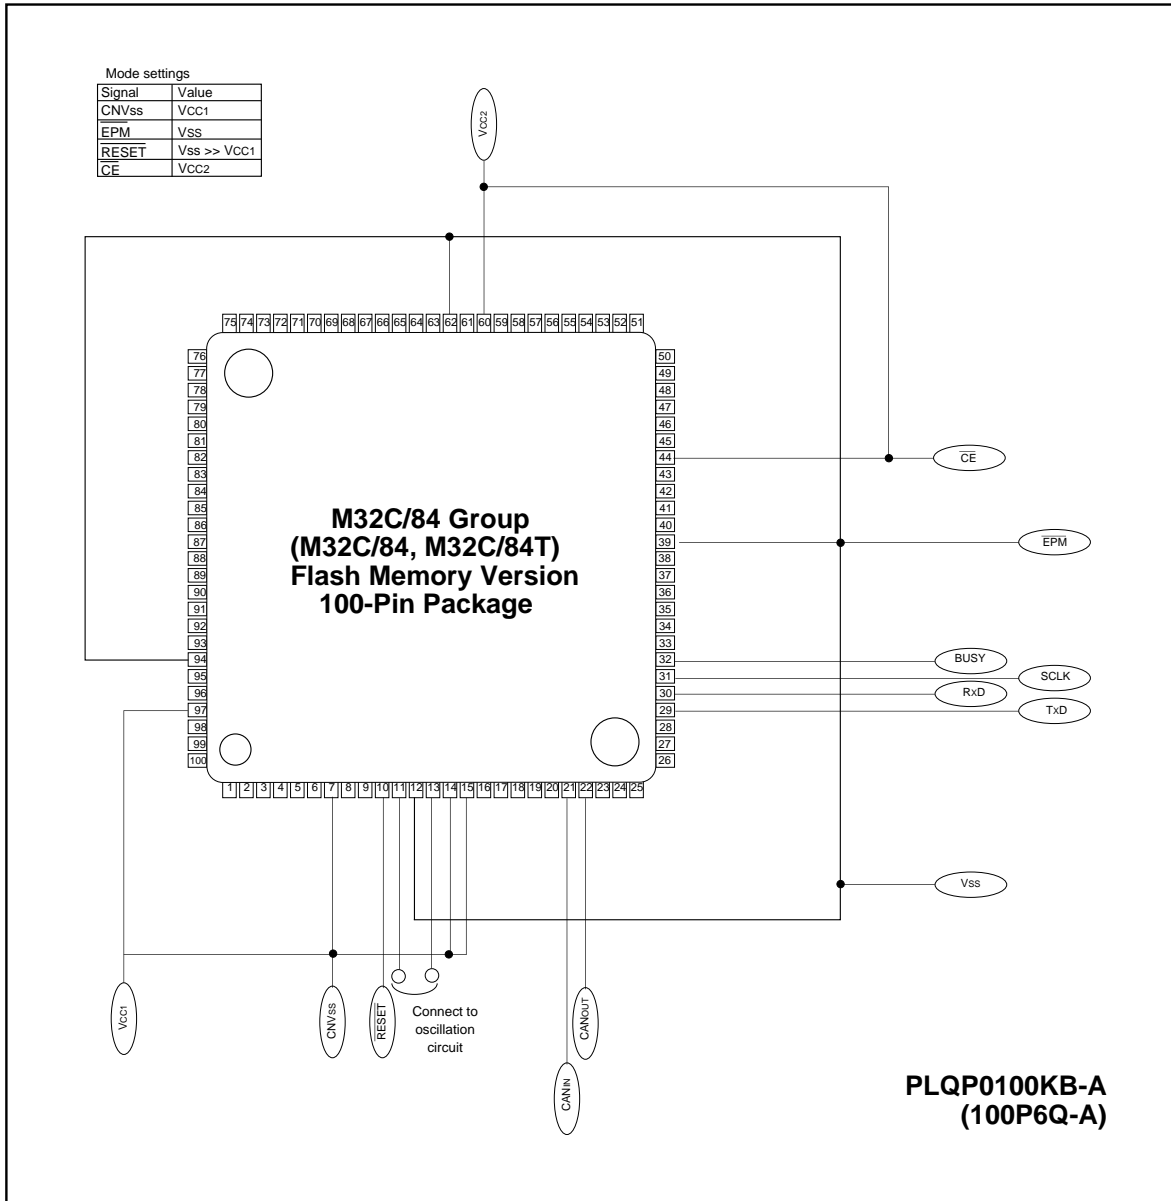 Mode settings
Signal Value
CNVss VCC1
EPM VSS
RESET Vss >> VCC1
CE VCC2
VCC2
75 74 73 72 71 70 69 68 67 66 65 64 63 62 61 60 59 58 57 56 55 54 53 52 51
76
77
78
79
80
81
82
83
84
85
86
87
88
89
90
91
92
93
94
95
96
97
98
99
100
50
49
48
47
46
45
44
43
42
41
40
39
38
37
36
35
34
33
32
31
30
29
28
27
26
M32C/84 Group
(M32C/84, M32C/84T)
Flash Memory Version
100-Pin Package
CE
EPM
BUSY
SCLK
RxD
TxD
1 2 3 4 5 6 7 8 9 10 11 12 13 14 15 16 17 18 19 20 21 22 23 24 25
Vss
VCC1
CNVss
RESET
Connect to
oscillation
circuit
CANOUT
CANIN
PLQP0100KB-A
(100P6Q-A)